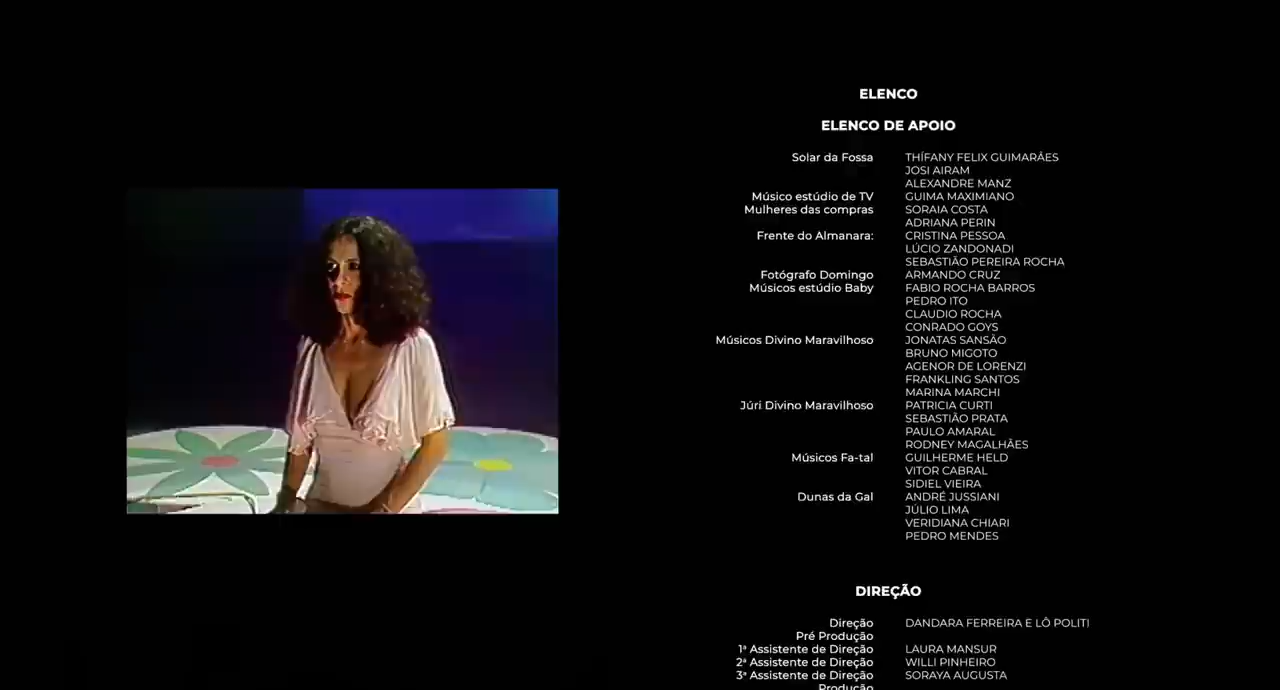 ELENCO
ELENCO DE APOIO
Solar da Fossa THÍFANY FELIX GUIMARÃES
JOSI AIRAM
ALEXANDRE MANZ
Músico estúdio de TV GUIMA MAXIMIANO
Mulheres das compras SORAIA COSTA
ADRIANA PERIN
Frente do Almanara: CRISTINA PESSOA
LÚCIO ZANDONADI
SEBASTIÃO PEREIRA ROCHA
Fotógrafo Domingo ARMANDO CRUZ
Músicos estúdio Baby FABIO ROCHA BARROS
PEDRO ITO
CLAUDIO ROCHA
CONRADO GOYS
Músicos Divino Maravilhoso JONATAS SANSÃO
BRUNO MIGOTO
AGENOR DE LORENZI
FRANKLING SANTOS
MARINA MARCHI
Júri Divino Maravilhoso PATRICIA CURTI
SEBASTIÃO PRATA
PAULO AMARAL
RODNEY MAGALHÃES
Músicos Fa-tal GUILHERME HELD
VITOR CABRAL
SIDIEL VIEIRA
Dunas da Gal ANDRÉ JUSSIANI
JÚLIO LIMA
VERIDIANA CHIARI
PEDRO MENDES
DIREÇÃO
Direção DANDARA FERREIRA E LÔ POLITI
Pré Produção
1ª Assistente de Direção LAURA MANSUR
2ª Assistente de Direção WILLI PINHEIRO
3ª Assistente de Direção SORAYA AUGUSTA
Produção